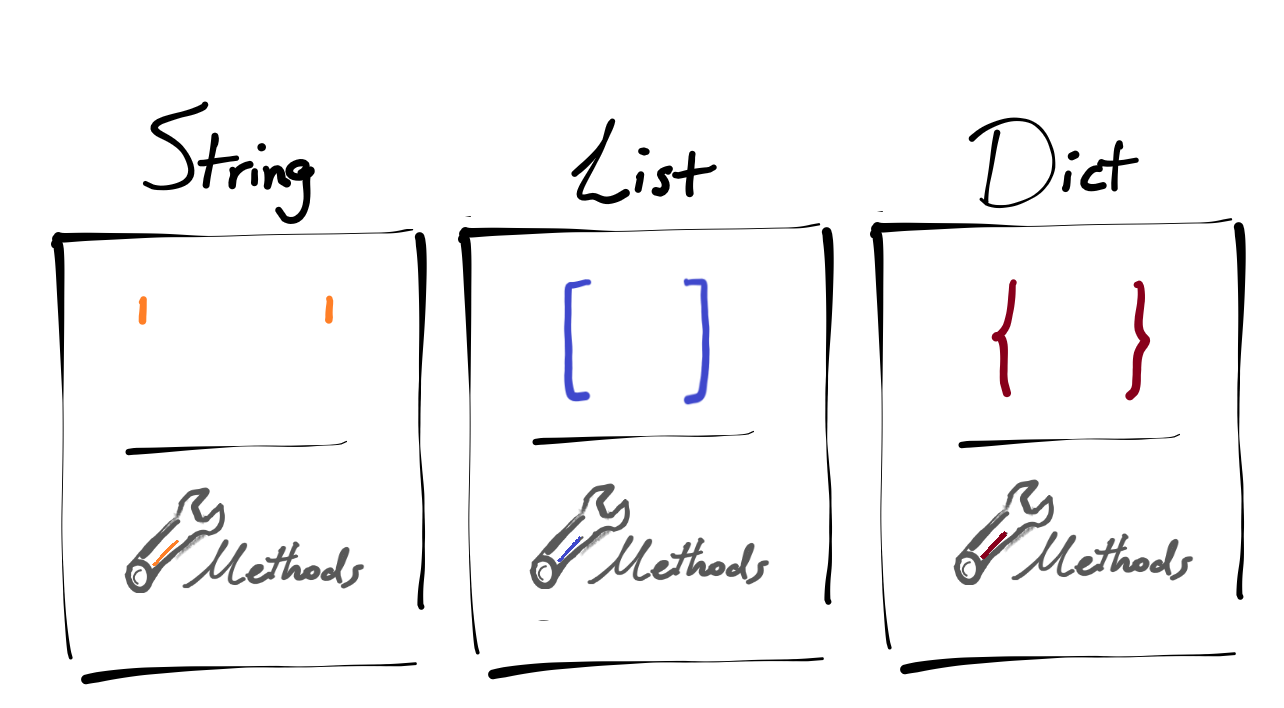 String List Dict
' ' [ ] { }
Methods Methods Methods